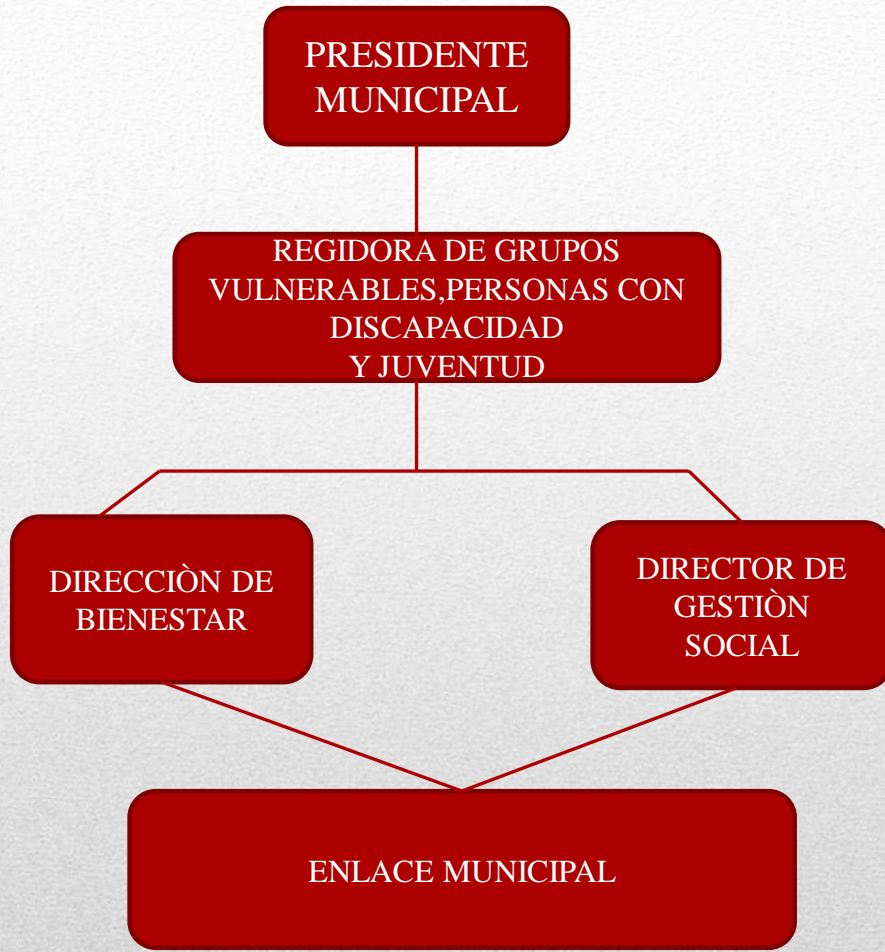 PRESIDENTE
MUNICIPAL
REGIDORA DE GRUPOS
VULNERABLES,PERSONAS CON
DISCAPACIDAD
Y JUVENTUD
DIRECCIÒN DE
BIENESTAR
DIRECTOR DE
GESTIÒN
SOCIAL
ENLACE MUNICIPAL